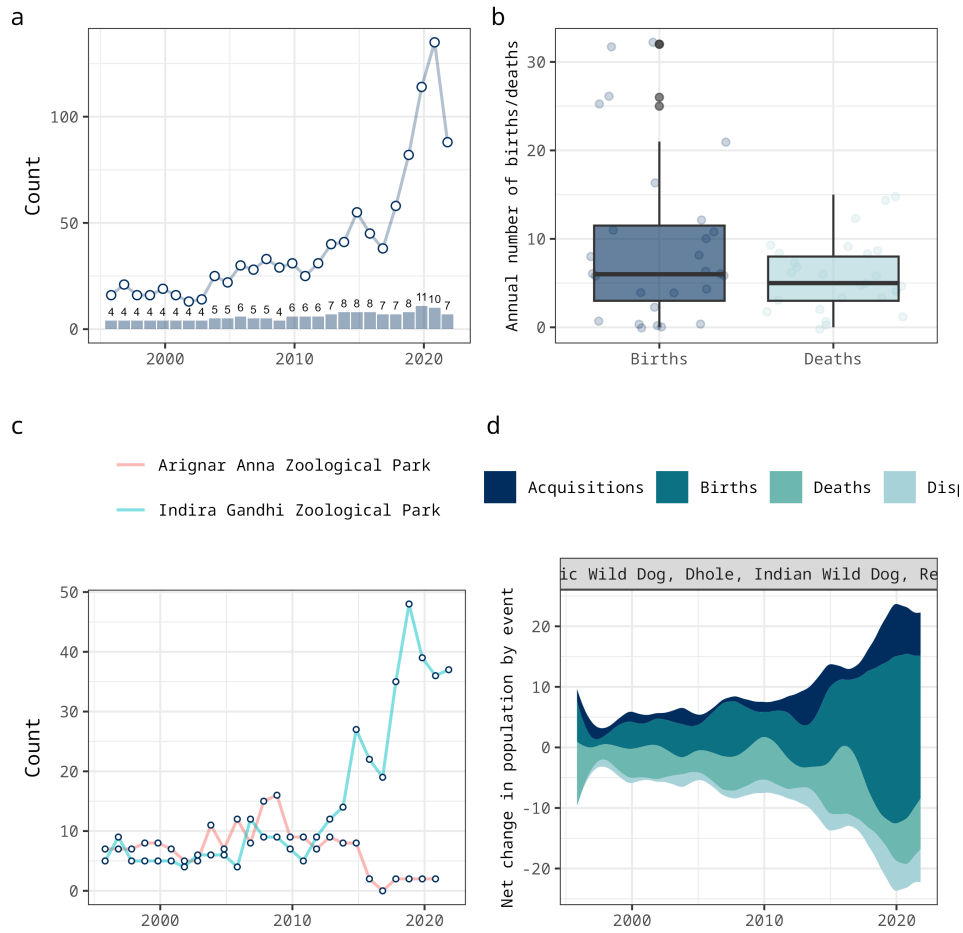 a
Count
100
50
0
4 4 4 4 4 4 4 4 5 5 6 5 5 4 6 6 6 7 8 8 8 7 7 8 11 10 7
2000 2010 2020
b
Annual number of births/deaths
30
20
10
0
Births Deaths
c
Arignar Anna Zoological Park
Indira Gandhi Zoological Park
Count
50
40
30
20
10
0
2000 2010 2020
d
Acquisitions Births Deaths Disp
ic Wild Dog, Dhole, Indian Wild Dog, Re
Net change in population by event
20
10
0
-10
-20
2000 2010 2020